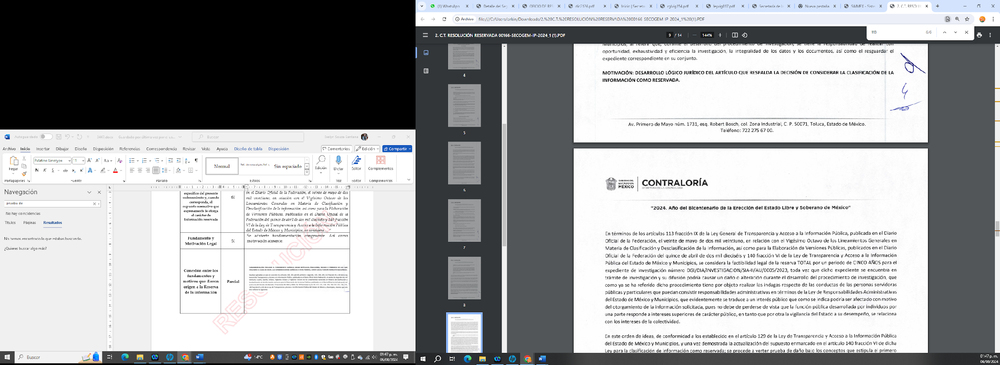 Autoguardado
3447.docx
Guardado por última vez por el us...
Buscar
Evelyn Souza Santana
Archivo
Inicio
Insertar
Dibujar
Diseño
Disposición
Referencias
Correspondencia
Revisar
Vista
Ayuda
Diseño de tabla
Disposición
Comentarios
Edición
Compartir
Pegar
Palatino Linotype
11
N K S
Normal
Sin espaciado
Edición
Dictar
Editor
Complementos
Portapapeles
Fuente
Párrafo
Estilos
Voz
Editor
Complementos
Navegación
prueba de
No hay coincidencias
Títulos
Páginas
Resultados
No hemos encontrado lo que estabas buscando.
¿Quieres buscar algo más?
específico del presente
ordenamiento y, cuando
corresponda, el
supuesto normativo que
expresamente le otorga
el carácter de
información reservada
Sí
en el Diario Oficial de la Federación, el veinte de mayo de dos
mil veintiuno, en relación con el Vigésimo Octavo de los
Lineamientos Generales en Materia de Clasificación y
Desclasificación de la información, así como para la Elaboración
de Versiones Públicas, publicados en el Diario Oficial de la
Federación del quince de abril de dos mil dieciséis y 140 fracción
VI de la Ley de Transparencia y Acceso a la Información Pública
del Estado de México y Municipios, se considera..."
Fundamento y
Motivación Legal
Sí
Se advierte fundamentación congruente. Así como
motivación atinente.
Conexión entre los
fundamentos y
motivos que dieron
origen a la Reserva
de la información
Parcial
RESOLUCIÓN
Buscar
14°C
01:47 p. m.
06/08/2024
(1) WhatsApp
Detalle del Seg
OFICIO DE RES
dic2126.pdf
Inicio | Secreta
rglvig154.pdf
leyvig017.pdf
Secretaría de l
Nueva pestaña
SAIMEX - Siste
2. C.T. RESOLU
Archivo
file:///C:/Users/arkin/Downloads/2.%20C.T.%20RESOLUCIÓN%20RESERVADA%2000166-SECOGEM-IP-2024_1%20(1).PDF
2. C.T. RESOLUCIÓN RESERVADA 00166-SECOGEM-IP-2024_1 (1).PDF
9 / 14
144%
113
6/6
4
5
6
7
8
Municipios, al referir que, durante el desarrollo del procedimiento de investigación, se tiene la responsabilidad de realizar con
oportunidad, exhaustividad y eficiencia la investigación, la integralidad de los datos y los documentos, así como el resguardar el
expediente correspondiente en su conjunto.
MOTIVACIÓN: DESARROLLO LÓGICO JURÍDICO DEL ARTÍCULO QUE RESPALDA LA DECISIÓN DE CONSIDERAR LA CLASIFICACIÓN DE LA
INFORMACIÓN COMO RESERVADA.
Av. Primero de Mayo núm. 1731, esq. Robert Bosch, col. Zona Industrial, C. P. 50071, Toluca, Estado de México.
Teléfono: 722 275 67 00.
GOBIERNO DEL
ESTADO DE
MÉXICO
CONTRALORÍA
SECRETARÍA DE LA CONTRALORÍA
"2024. Año del Bicentenario de la Erección del Estado Libre y Soberano de México"
En términos de los artículos 113 fracción IX de la Ley General de Transparencia y Acceso a la Información Pública, publicada en el Diario
Oficial de la Federación, el veinte de mayo de dos mil veintiuno, en relación con el Vigésimo Octavo de los Lineamientos Generales en
Materia de Clasificación y Desclasificación de la Información, así como para la Elaboración de Versiones Públicas, publicados en el Diario
Oficial de la Federación del quince de abril de dos mil dieciséis y 140 fracción VI de la Ley de Transparencia y Acceso a la Información
Pública del Estado de México y Municipios, se considera la factibilidad legal de la reserva TOTAL por un periodo de CINCO AÑOS para el
expediente de investigación número DGI/DIA/INVESTIGACION/SIA-II/AU/0005/2023, toda vez que dicho expediente se encuentra en
trámite de investigación y su difusión podría causar un daño o alteración durante el desarrollo del procedimiento de investigación, que
como ya se ha referido dicho procedimiento tiene por objeto realizar las indagas respecto de las conductas de las personas servidoras
públicas y particulares que puedan consistir responsabilidades administrativas en términos de la Ley de Responsabilidades Administrativas
del Estado de México y Municipios, que evidentemente se traduce a un interés público que como se indica podría ser afectado con motivo
del otorgamiento de la información solicitada, pues no debe de perderse de vista que la función pública desarrollada por individuos por
una parte responde a intereses superiores de carácter público, en tanto que por otra la vigilancia del Estado a su desempeño, se relaciona
con los intereses de la colectividad.
En este orden de ideas, de conformidad a los establecido en el artículo 129 de la Ley de Transparencia y Acceso a la Información Pública
del Estado de México y Municipios, y una vez demostrada la actualización del supuesto enmarcado en el artículo 140 fracción VI de dicha
Ley para la clasificación de información como reservada; se procede a verter prueba de daño bajo los conceptos que estipula el primero
01:47 p. m.
06/08/2024